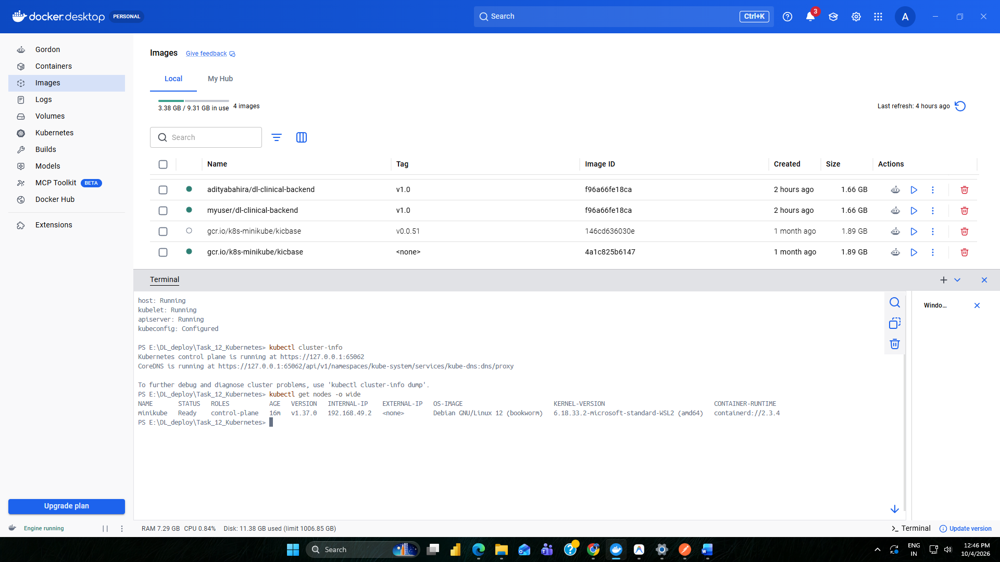 docker.desktop PERSONAL
Search Ctrl+K
3
A
Gordon
Containers
Images
Logs
Volumes
Kubernetes
Builds
Models
MCP Toolkit BETA
Docker Hub
Extensions
Upgrade plan
Images Give feedback
Local My Hub
3.38 GB / 9.31 GB in use 4 images
Last refresh: 4 hours ago
Search
Name Tag Image ID Created Size Actions
adityabahira/dl-clinical-backend v1.0 f96a66fe18ca 2 hours ago 1.66 GB
myuser/dl-clinical-backend v1.0 f96a66fe18ca 2 hours ago 1.66 GB
gcr.io/k8s-minikube/kicbase v0.0.51 146cd636030e 1 month ago 1.89 GB
gcr.io/k8s-minikube/kicbase <none> 4a1c825b6147 1 month ago 1.89 GB
Terminal
Windo...
host: Running
kubelet: Running
apiserver: Running
kubeconfig: Configured
PS E:\DL_deploy\Task_12_Kubernetes> kubectl cluster-info
Kubernetes control plane is running at https://127.0.0.1:65062
CoreDNS is running at https://127.0.0.1:65062/api/v1/namespaces/kube-system/services/kube-dns:dns/proxy
To further debug and diagnose cluster problems, use 'kubectl cluster-info dump'.
PS E:\DL_deploy\Task_12_Kubernetes> kubectl get nodes -o wide
NAME STATUS ROLES AGE VERSION INTERNAL-IP EXTERNAL-IP OS-IMAGE KERNEL-VERSION CONTAINER-RUNTIME
minikube Ready control-plane 16m v1.37.0 192.168.49.2 <none> Debian GNU/Linux 12 (bookworm) 6.18.33.2-microsoft-standard-WSL2 (amd64) containerd://2.3.4
PS E:\DL_deploy\Task_12_Kubernetes>
Engine running
RAM 7.29 GB CPU 0.84% Disk: 11.38 GB used (limit 1006.85 GB)
Terminal
Update version
Search
ENG
IN
12:46 PM
10/4/2026